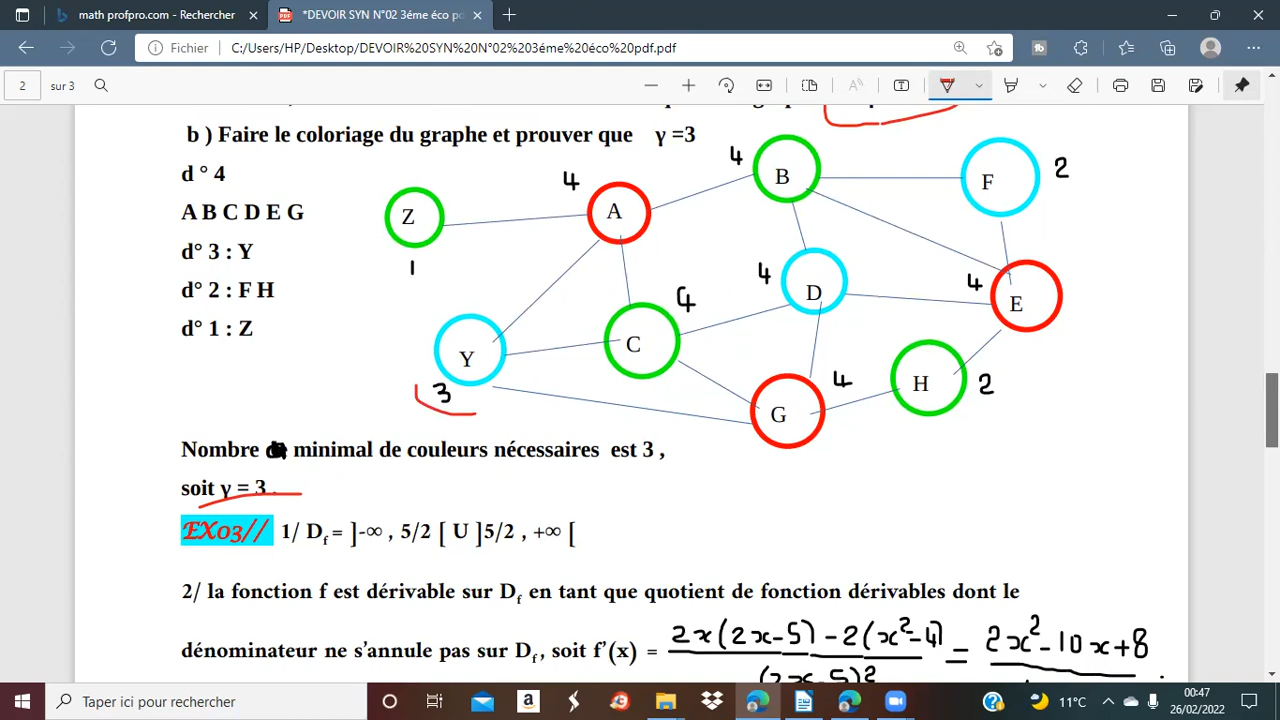 math profpro.com - Rechercher
*DEVOIR SYN N°02 3éme éco po
Fichier
C:/Users/HP/Desktop/DEVOIR%20SYN%20N°02%203éme%20éco%20pdf.pdf
2 sur 3
b ) Faire le coloriage du graphe et prouver que γ =3
d ° 4
A B C D E G
d° 3 : Y
d° 2 : F H
d° 1 : Z
Z 1
A 4
B 4
F 2
D 4
E 4
C 4
Y 3
G 4
H 2
Nombre minimal de couleurs nécessaires est 3 ,
soit γ = 3 .
EX03// 1/ Df = ]-∞ , 5/2 [ U ]5/2 , +∞ [
2/ la fonction f est dérivable sur Df en tant que quotient de fonction dérivables dont le
dénominateur ne s’annule pas sur Df, soit f’(x) = 2x(2x-5) - 2(x²-4) = 2x²-10x+8
(2x-5)²
Taper ici pour rechercher
11°C
00:47
26/02/2022